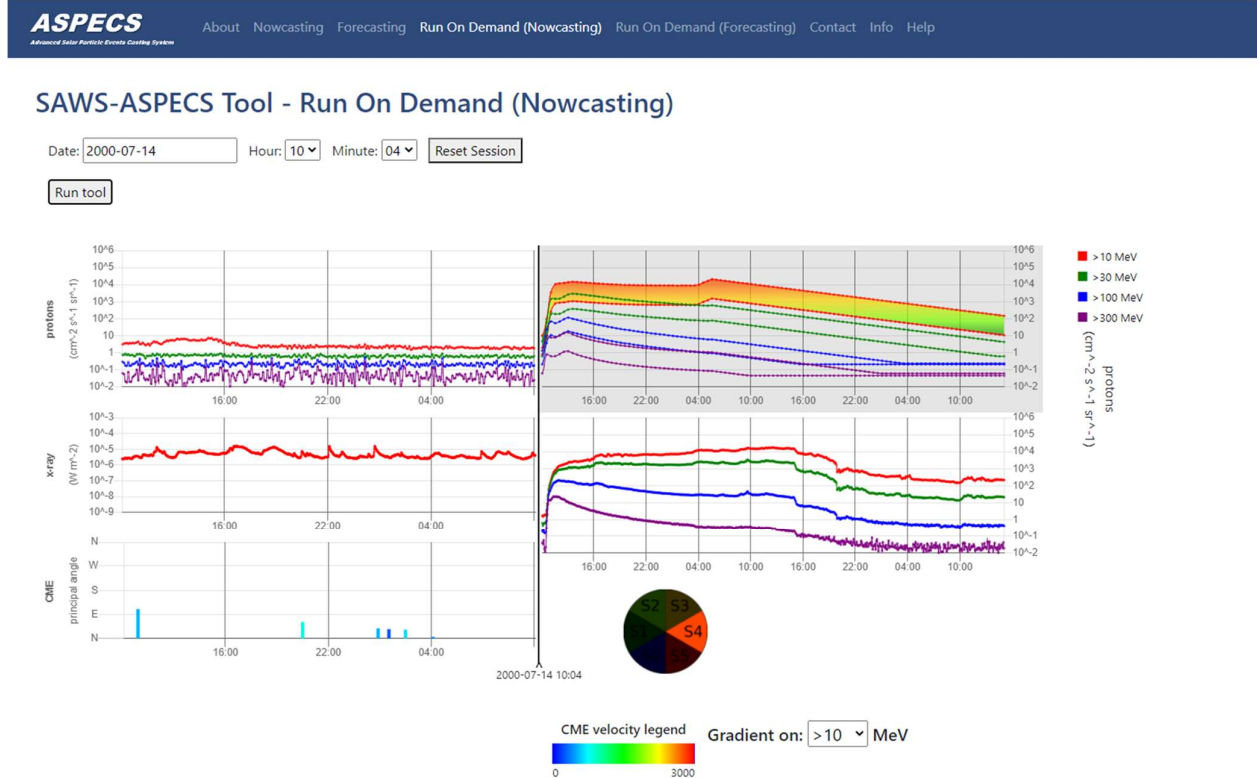 ASPECS
Advanced Solar Particle Events Casting System
About Nowcasting Forecasting Run On Demand (Nowcasting) Run On Demand (Forecasting) Contact Info Help
SAWS-ASPECS Tool - Run On Demand (Nowcasting)
Date: 2000-07-14 Hour: 10 Minute: 04 Reset Session
Run tool
protons
(cm^-2 s^-1 sr^-1)
10^6
10^5
10^4
10^3
10^2
10
1
10^-1
10^-2
16:00 22:00 04:00
10^6
10^5
10^4
10^3
10^2
10
1
10^-1
10^-2
16:00 22:00 04:00 10:00 16:00 22:00 04:00 10:00
>10 MeV
>30 MeV
>100 MeV
>300 MeV
protons
(cm^-2 s^-1 sr^-1)
x-ray
(W m^-2)
10^-3
10^-4
10^-5
10^-6
10^-7
10^-8
10^-9
16:00 22:00 04:00
10^6
10^5
10^4
10^3
10^2
10
1
10^-1
10^-2
16:00 22:00 04:00 10:00 16:00 22:00 04:00 10:00
CME
principal angle
N
W
S
E
N
16:00 22:00 04:00
2000-07-14 10:04
S2 S3
S1 S4
S5
CME velocity legend
0 3000
Gradient on: >10 MeV